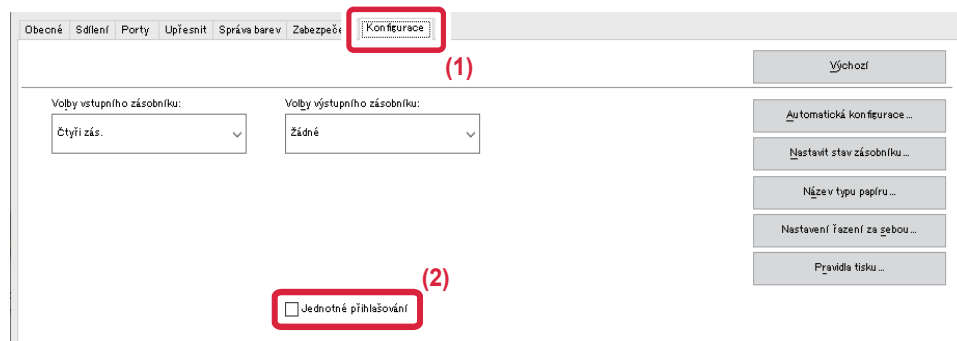 Obecné Sdílení Porty Upřesnit Správa barev Zabezpeče Konfigurace
(1)
Výchozí
Volby vstupního zásobníku: Volby výstupního zásobníku:
Čtyři zás. Žádné
Automatická konfigurace...
Nastavit stav zásobníku...
Název typu papíru...
Nastavení řazení za sebou...
Pravidla tisku...
(2)
Jednotné přihlašování